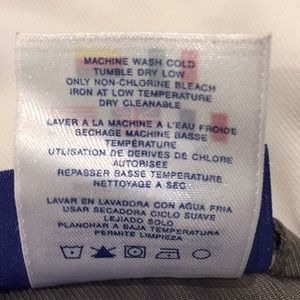 MACHINE WASH COLD
TUMBLE DRY LOW
ONLY NON-CHLORINE BLEACH
IRON AT LOW TEMPERATURE
DRY CLEANABLE
LAVER A LA MACHINE A L'EAU FROIDE
SECHAGE MACHINE BASSE
TEMPÉRATURE
UTILISATION DE DERIVES DE CHLORE
AUTORISEE
REPASSER BASSE TEMPÉRATURE
NETTOYAGE A SEC
LAVAR EN LAVADORA CON AGUA FRIA
USAR SECADORA CICLO SUAVE
LEJIADO SOLO
PLANCHAR A BAJA TEMPERATURA
PERMITE LIMPIEZA